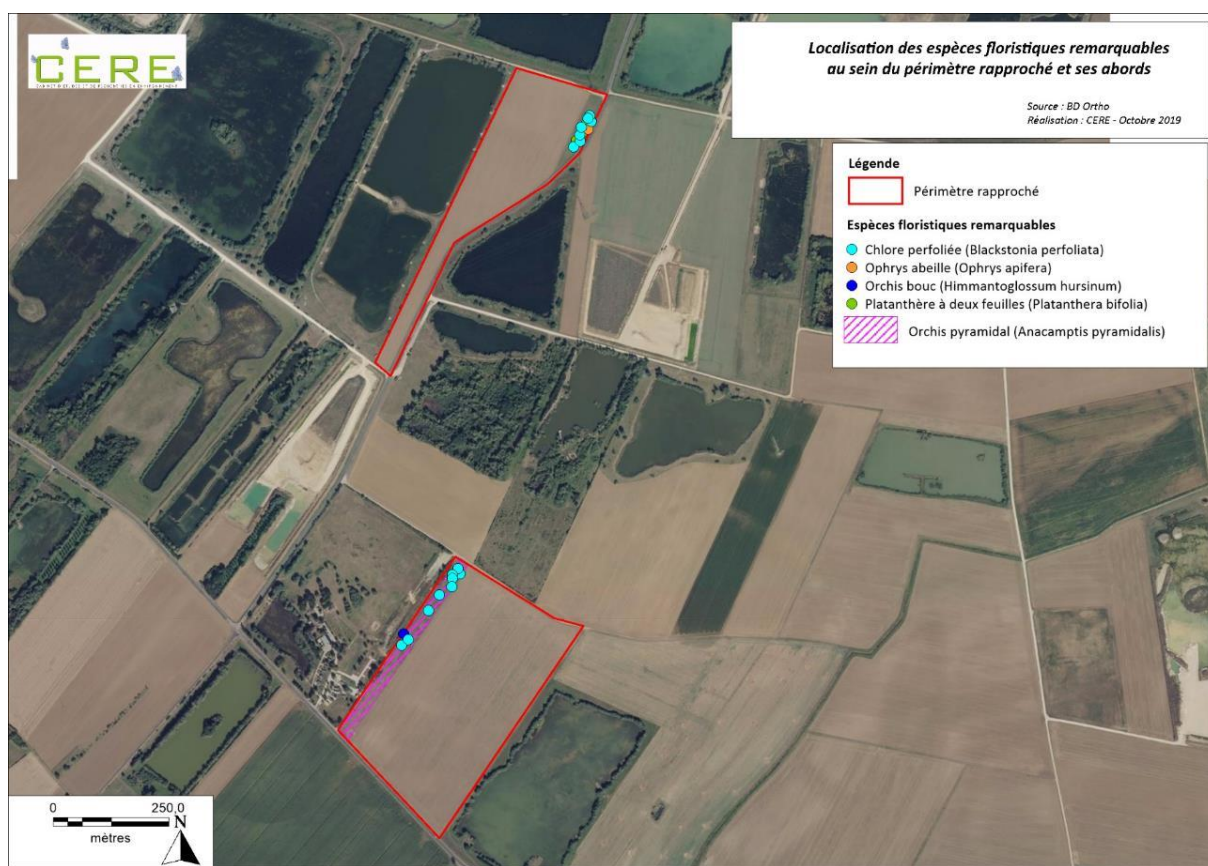 CERE
Localisation des espèces floristiques remarquables
au sein du périmètre rapproché et ses abords
Source : BD Ortho
Réalisation : CERE - Octobre 2019
Légende
Périmètre rapproché
Espèces floristiques remarquables
Chlore perfoliée (Blackstonia perfoliata)
Ophrys abeille (Ophrys apifera)
Orchis bouc (Himmantoglossum hursinum)
Platanthère à deux feuilles (Platanthera bifolia)
Orchis pyramidal (Anacamptis pyramidalis)
0 250,0
mètres
N